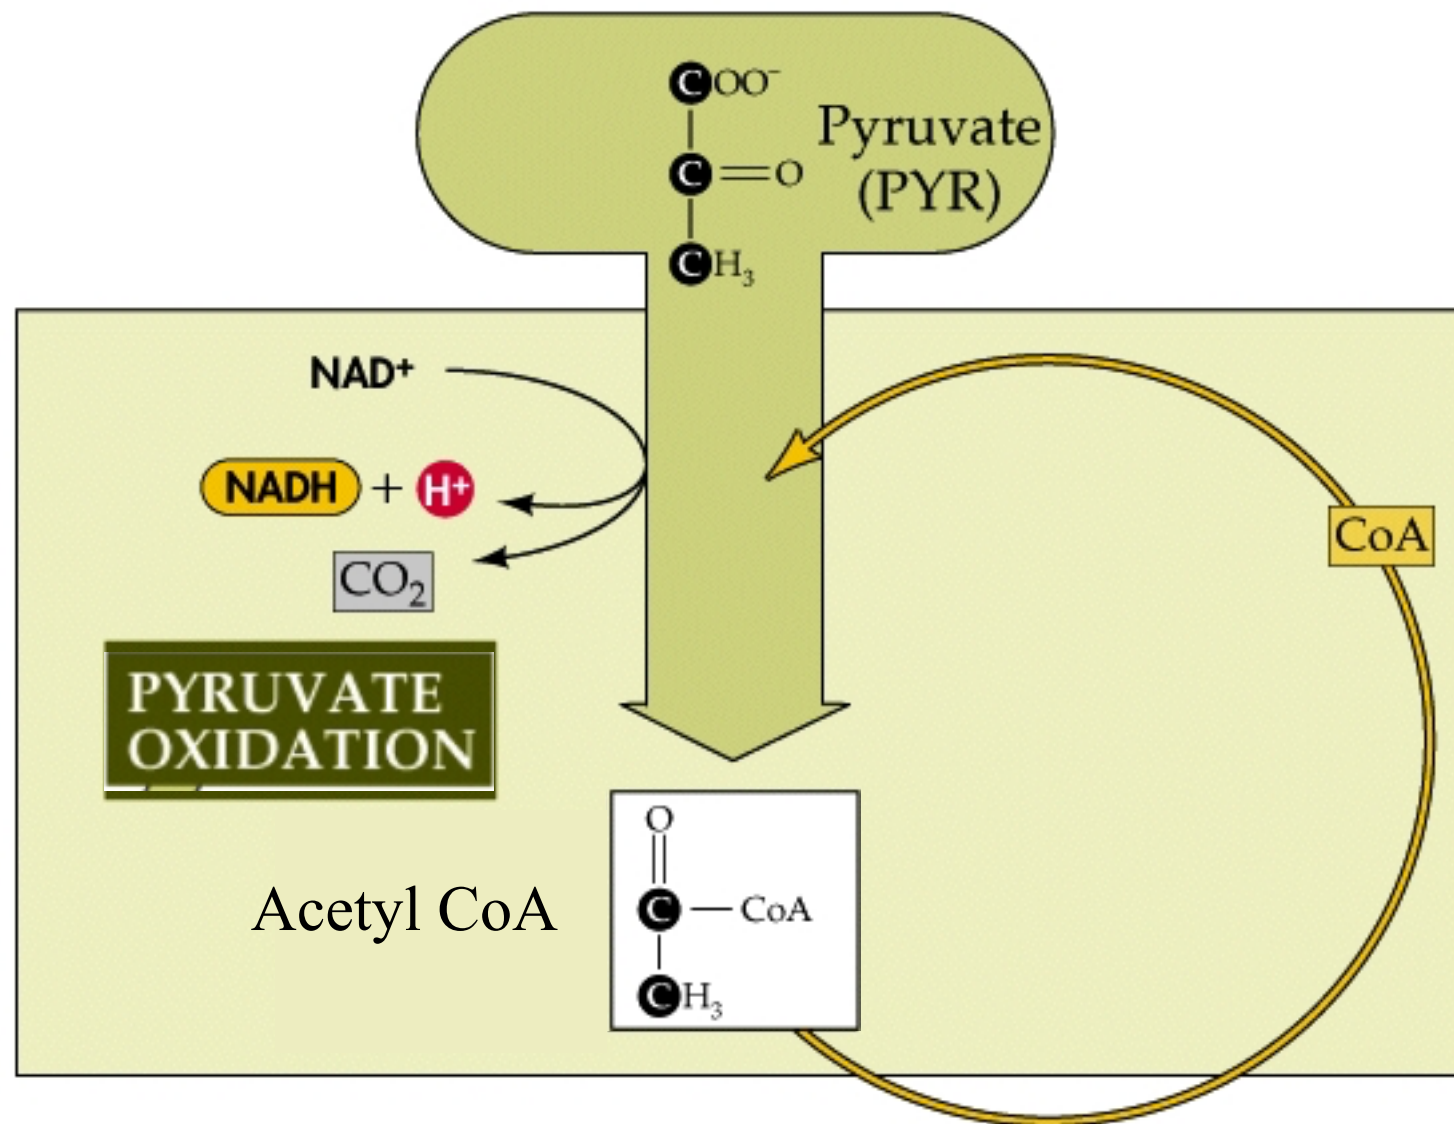 COO⁻
C=O
CH₃
Pyruvate
(PYR)
NAD⁺
NADH + H⁺
CO₂
CoA
PYRUVATE
OXIDATION
Acetyl CoA
O
C — CoA
CH₃